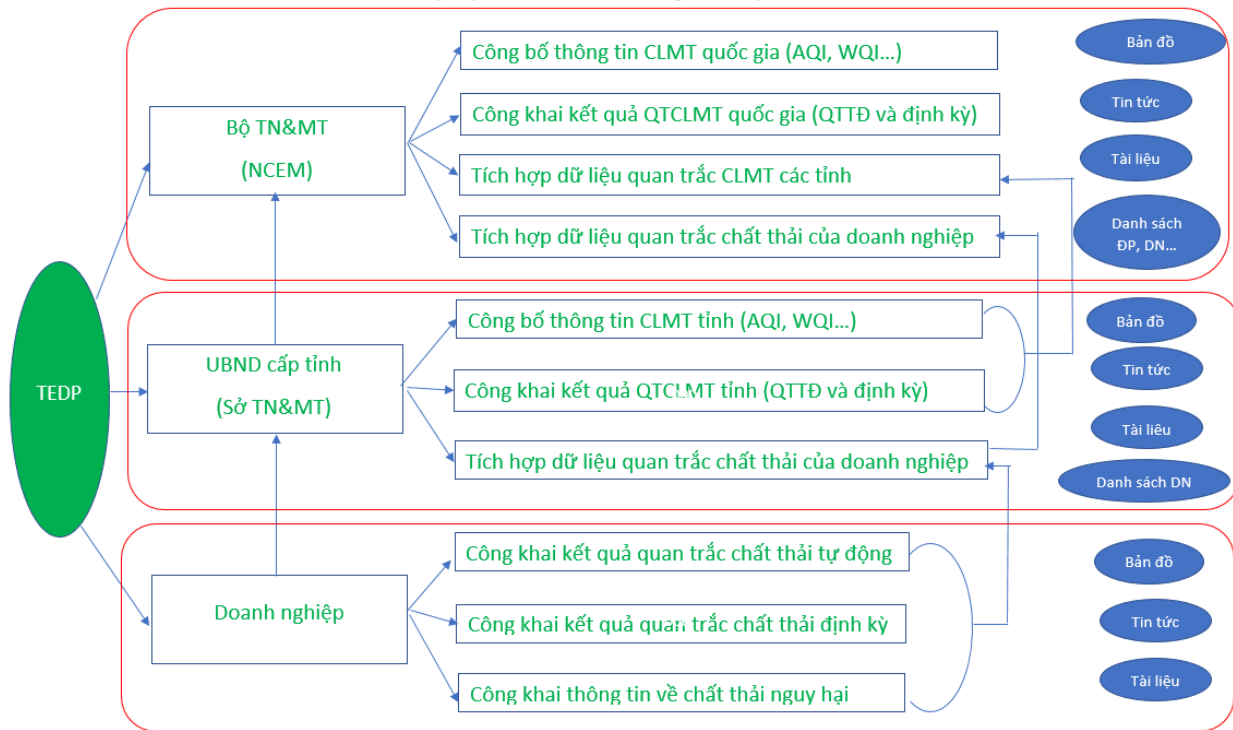 Công bố thông tin CLMT quốc gia (AQI, WQI...)
Bản đồ
Công khai kết quả QTCLMT quốc gia (QTTĐ và định kỳ)
Tin tức
Bộ TN&MT
(NCEM)
Tích hợp dữ liệu quan trắc CLMT các tỉnh
Tài liệu
Tích hợp dữ liệu quan trắc chất thải của doanh nghiệp
Danh sách
ĐP, DN...
TEDP
Công bố thông tin CLMT tỉnh (AQI, WQI...)
Bản đồ
UBND cấp tỉnh
(Sở TN&MT)
Công khai kết quả QTCLMT tỉnh (QTTĐ và định kỳ)
Tin tức
Tích hợp dữ liệu quan trắc chất thải của doanh nghiệp
Tài liêu
Danh sách DN
Công khai kết quả quan trắc chất thải tự động
Bản đồ
Doanh nghiệp
Công khai kết quả quan trắc chất thải định kỳ
Tin tức
Công khai thông tin về chất thải nguy hại
Tài liệu